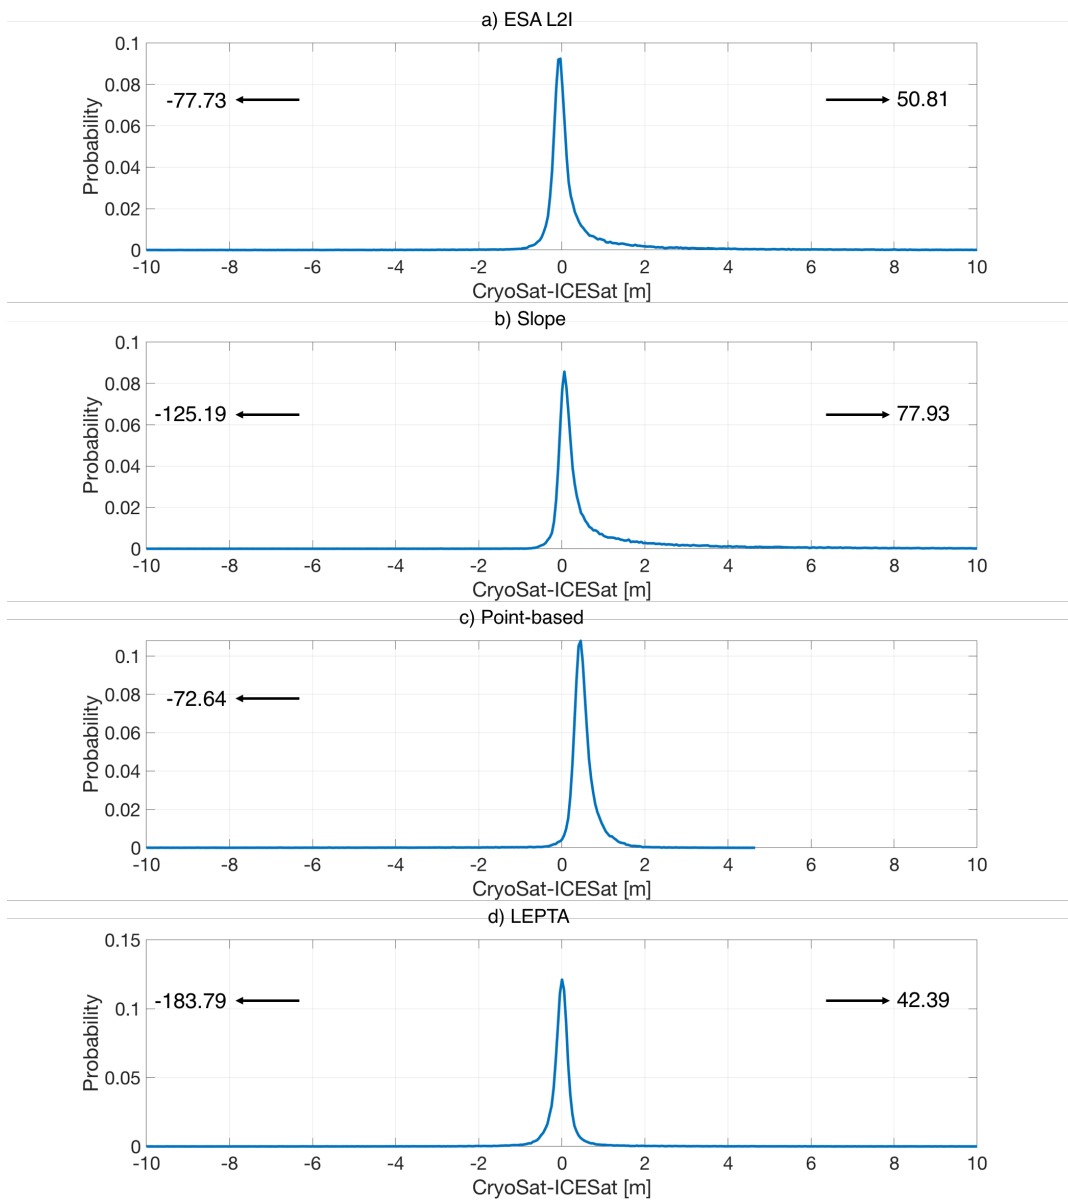 a) ESA L2I
0.1
0.08
0.06
0.04
0.02
0
Probability
-77.73
50.81
-10 -8 -6 -4 -2 0 2 4 6 8 10
CryoSat-ICESat [m]
b) Slope
0.1
0.08
0.06
0.04
0.02
0
Probability
-125.19
77.93
-10 -8 -6 -4 -2 0 2 4 6 8 10
CryoSat-ICESat [m]
c) Point-based
0.1
0.08
0.06
0.04
0.02
0
Probability
-72.64
-10 -8 -6 -4 -2 0 2 4 6 8 10
CryoSat-ICESat [m]
d) LEPTA
0.15
0.1
0.05
0
Probability
-183.79
42.39
-10 -8 -6 -4 -2 0 2 4 6 8 10
CryoSat-ICESat [m]